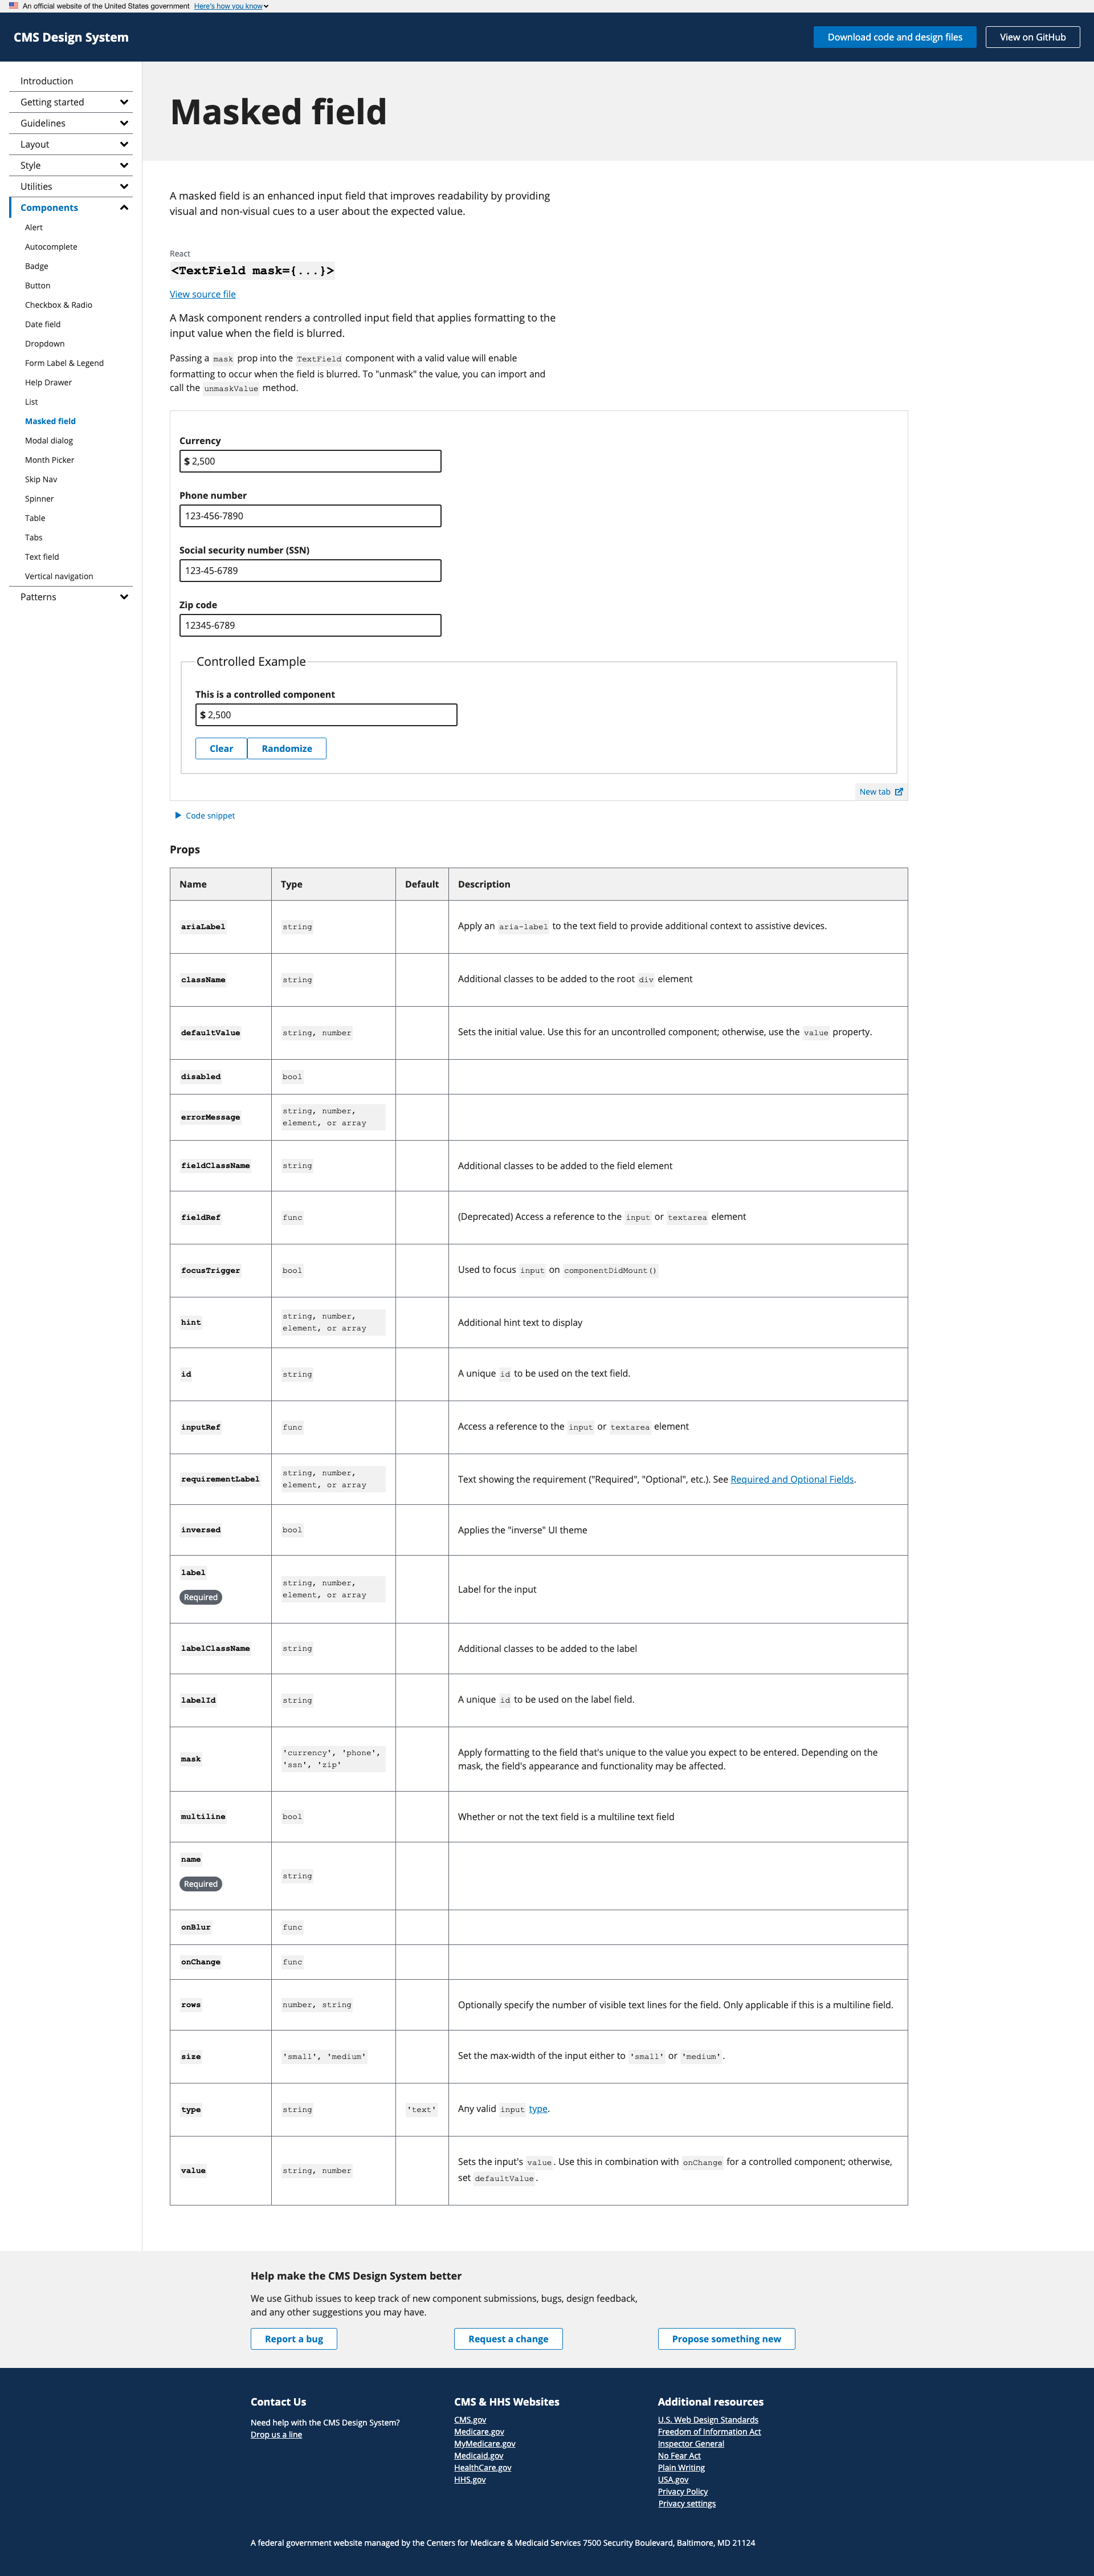 An official website of the United States government Here's how you know
CMS Design System
Download code and design files
View on GitHub
Introduction
Getting started
Guidelines
Layout
Style
Utilities
Components
Alert
Autocomplete
Badge
Button
Checkbox & Radio
Date field
Dropdown
Form Label & Legend
Help Drawer
List
Masked field
Modal dialog
Month Picker
Skip Nav
Spinner
Table
Tabs
Text field
Vertical navigation
Patterns
Masked field
A masked field is an enhanced input field that improves readability by providing
visual and non-visual cues to a user about the expected value.
React
<TextField mask={...}>
View source file
A Mask component renders a controlled input field that applies formatting to the
input value when the field is blurred.
Passing a mask prop into the TextField component with a valid value will enable
formatting to occur when the field is blurred. To "unmask" the value, you can import and
call the unmaskValue method.
Currency
$ 2,500
Phone number
123-456-7890
Social security number (SSN)
123-45-6789
Zip code
12345-6789
Controlled Example
This is a controlled component
$ 2,500
Clear Randomize
New tab
Code snippet
Props
Name Type Default Description
ariaLabel string Apply an aria-label to the text field to provide additional context to assistive devices.
className string Additional classes to be added to the root div element
defaultValue string, number Sets the initial value. Use this for an uncontrolled component; otherwise, use the value property.
disabled bool
errorMessage string, number,
element, or array
fieldClassName string Additional classes to be added to the field element
fieldRef func (Deprecated) Access a reference to the input or textarea element
focusTrigger bool Used to focus input on componentDidMount()
hint string, number,
element, or array Additional hint text to display
id string A unique id to be used on the text field.
inputRef func Access a reference to the input or textarea element
requirementLabel string, number,
element, or array Text showing the requirement ("Required", "Optional", etc.). See Required and Optional Fields.
inversed bool Applies the "inverse" UI theme
label
Required
string, number,
element, or array Label for the input
labelClassName string Additional classes to be added to the label
labelId string A unique id to be used on the label field.
mask 'currency', 'phone',
'ssn', 'zip'
Apply formatting to the field that's unique to the value you expect to be entered. Depending on the
mask, the field's appearance and functionality may be affected.
multiline bool Whether or not the text field is a multiline text field
name
Required
string
onBlur func
onChange func
rows number, string Optionally specify the number of visible text lines for the field. Only applicable if this is a multiline field.
size 'small', 'medium' Set the max-width of the input either to 'small' or 'medium'.
type string 'text' Any valid input type.
value string, number Sets the input's value. Use this in combination with onChange for a controlled component; otherwise,
set defaultValue.
Help make the CMS Design System better
We use Github issues to keep track of new component submissions, bugs, design feedback,
and any other suggestions you may have.
Report a bug
Request a change
Propose something new
Contact Us
Need help with the CMS Design System?
Drop us a line
CMS & HHS Websites
CMS.gov
Medicare.gov
MyMedicare.gov
Medicaid.gov
HealthCare.gov
HHS.gov
Additional resources
U.S. Web Design Standards
Freedom of Information Act
Inspector General
No Fear Act
Plain Writing
USA.gov
Privacy Policy
Privacy settings
A federal government website managed by the Centers for Medicare & Medicaid Services 7500 Security Boulevard, Baltimore, MD 21124